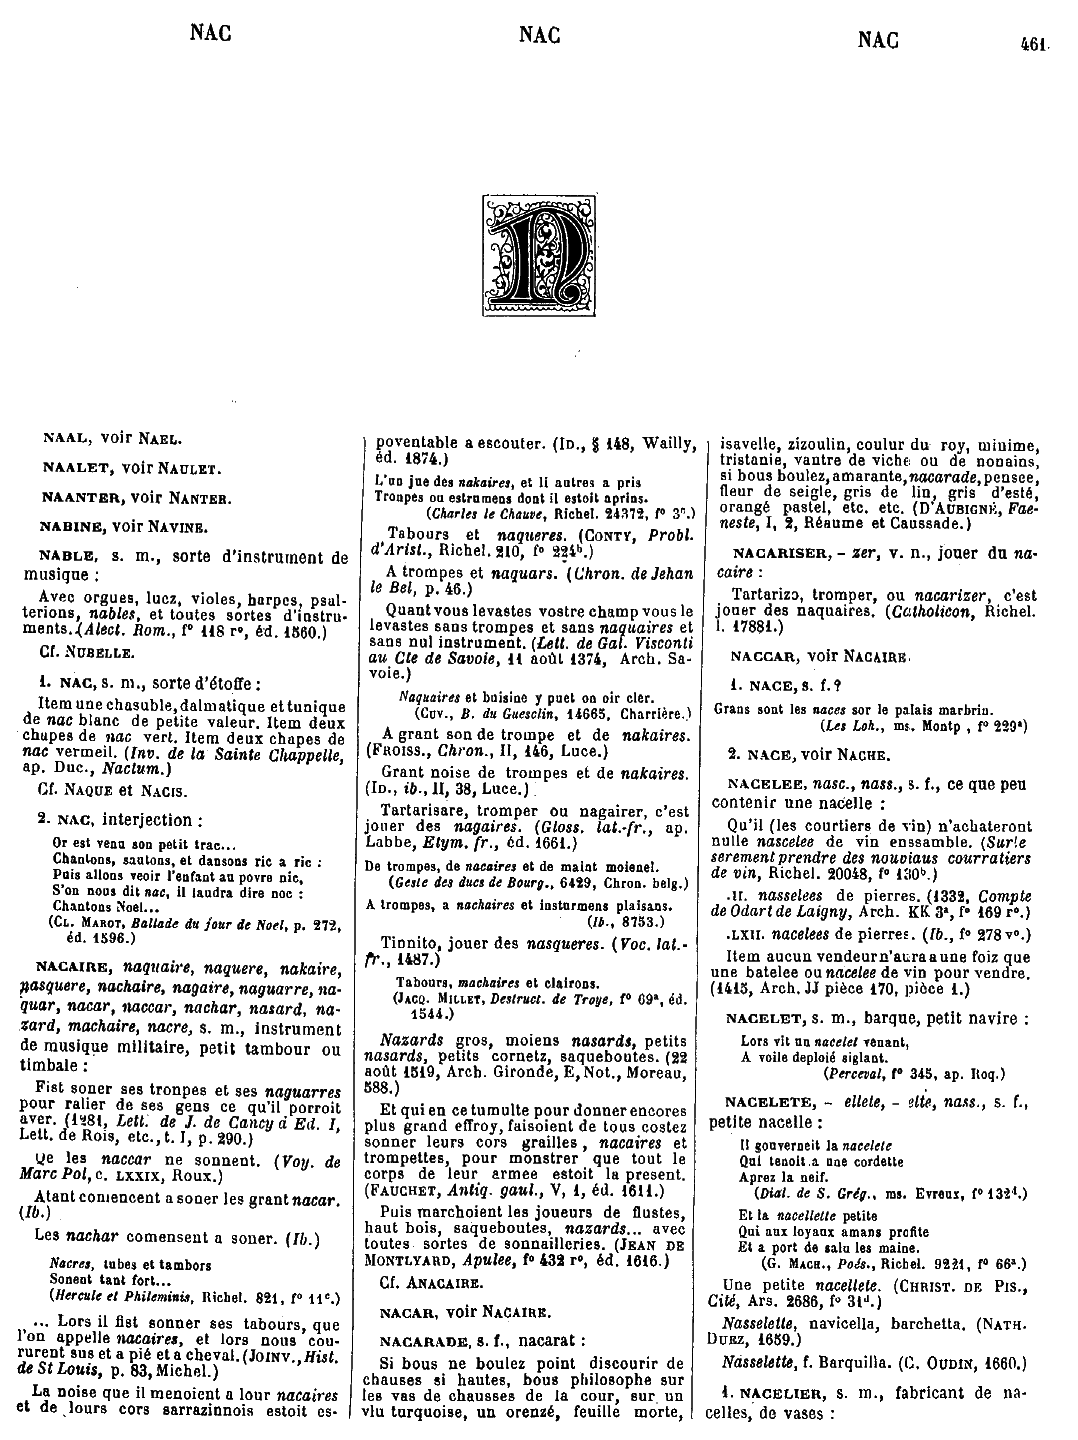 NAC
NAC
NAC
461
N
NAAL, voir NAEL.
NAALET, voir NAULET.
NAANTER, voir NANTER.
NABINE, voir NAVINE.
NABLE, s. m., sorte d'instrument de
musique :
Avec orgues, lucz, violes, harpes, psal-
terions, nables, et toutes sortes d'instru-
ments. (Alect. Rom., f° 118 r°, éd. 1560.)
Cf. NUBELLE.
1. NAC, s. m., sorte d'étoffe :
Item une chasuble, dalmatique et tunique
de nac blanc de petite valeur. Item deux
chupes de nac vert. Item deux chapes de
nac vermeil. (Inv. de la Sainte Chappelle,
ap. Duc., Nactum.)
Cf. NAQUE et NACIS.
2. NAC, interjection :
Or est venu son petit trac...
Chantons, sautons, et dansons ric a ric :
Puis allons veoir l'enfant au povre nic,
S'on nous dit nac, il faudra dire noc :
Chantons Noel...
(CL. MAROT, Ballade du jour de Noel, p. 272,
éd. 1596.)
NACAIRE, naquaire, naquere, nakaire,
pasquere, nachaire, nagaire, naguarre, na-
quar, nacar, naccar, nachar, nasard, na-
zard, machaire, nacre, s. m., instrument
de musique militaire, petit tambour ou
timbale :
Fist soner ses tronpes et ses naguarres
pour ralier de ses gens ce qu'il porroit
aver. (1281, Lett. de J. de Cancy à Ed. I,
Lett. de Rois, etc., t. I, p. 290.)
Qe les naccar ne sonnent. (Voy. de
Marc Pol, c. LXXIX, Roux.)
Atant comencent a soner les grant nacar.
(Ib.)
Les nachar comensent a soner. (Ib.)
Nacres, tubes et tambors
Sonent tant fort...
(Hercule et Phileminis, Richel. 821, f° 11c.)
... Lors il fist sonner ses tabours, que
l'on appelle nacaires, et lors nous cou-
rurent sus et a pié et a cheval. (JOINV., Hist.
de St Louis, p. 83, Michel.)
La noise que il menoient a lour nacaires
et de lours cors sarrazinnois estoit es-
poventable a escouter. (ID., § 148, Wailly,
éd. 1874.)
L'un jue des nakaires, et li autres a pris
Tronpes ou estrumens dont il estoit aprins.
(Charles le Chauve, Richel. 24372, f° 3r.)
Tabours et naqueres. (CONTY, Probl.
d'Arist., Richel. 210, f° 224b.)
A trompes et naquars. (Chron. de Jehan
le Bel, p. 46.)
Quant vous levastes vostre champ vous le
levastes sans trompes et sans naquaires et
sans nul instrument. (Lett. de Gal. Visconti
au Cte de Savoie, 11 août 1374, Arch. Sa-
voie.)
Naquaires et buisine y puet on oir cler.
(CUV., B. du Guesclin, 14665, Charrière.)
A grant son de trompe et de nakaires.
(FROISS., Chron., II, 146, Luce.)
Grant noise de trompes et de nakaires.
(ID., ib., II, 38, Luce.)
Tartarisare, tromper ou nagairer, c'est
jouer des nagaires. (Gloss. lat.-fr., ap.
Labbe, Etym. fr., éd. 1661.)
De trompes, de nacaires et de maint moienel.
(Geste des ducs de Bourg., 6429, Chron. belg.)
A trompes, a nachaires et insturmens plaisans.
(Ib., 8753.)
Tinnito, jouer des nasqueres. (Voc. lat.-
fr., 1487.)
Tabours, machaires et clairons.
(JACQ. MILLET, Destruct. de Troye, f° 69a, éd.
1544.)
Nazards gros, moiens nasards, petits
nasards, petits cornetz, saqueboutes. (22
août 1519, Arch. Gironde, E, Not., Moreau,
588.)
Et qui en ce tumulte pour donner encores
plus grand effroy, faisoient de tous costez
sonner leurs cors grailles, nacaires et
trompettes, pour monstrer que tout le
corps de leur armee estoit la present.
(FAUCHET, Antiq. gaul., V, 1, éd. 1611.)
Puis marchoient les joueurs de flustes,
haut bois, saqueboutes, nazards... avec
toutes sortes de sonnailleries. (JEAN DE
MONTLYARD, Apulee, f° 432 r°, éd. 1616.)
Cf. ANACAIRE.
NACAR, voir NACAIRE.
NACARADE, s. f., nacarat :
Si bous ne boulez point discourir de
chauses si hautes, bous philosophe sur
les vas de chausses de la cour, sur un
vlu turquoise, un orenzé, feuille morte,
isavelle, zizoulin, coulur du roy, minime,
tristanie, vantre de viche ou de nonains,
si bous boulez, amarante, nacarade, pensee,
fleur de seigle, gris de lin, gris d'esté,
orangé pastel, etc. etc. (D'AUBIGNÉ, Fae-
neste, I, 2, Réaume et Caussade.)
NACARISER, - zer, v. n., jouer du na-
caire :
Tartarizo, tromper, ou nacarizer, c'est
jouer des naquaires. (Catholicon, Richel.
l. 17881.)
NACCAR, voir NACAIRE.
1. NACE, s. f.?
Grans sont les naces sor le palais marbrin.
(Les Loh., ms. Montp , f° 229a)
2. NACE, voir NACHE.
NACELEE, nasc., nass., s. f., ce que peu
contenir une nacelle :
Qu'il (les courtiers de vin) n'achateront
nulle nascelee de vin enssamble. (Sur le
serement prendre des nouviaus courratiers
de vin, Richel. 20048, f° 130b.)
.II. nasselees de pierres. (1332, Compte
de Odart de Laigny, Arch. KK 3a, f° 169 r°.)
.LXII. nacelees de pierres. (Ib., f° 278 v°.)
Item aucun vendeur n'aura a une foiz que
une batelee ou nacelee de vin pour vendre.
(1415, Arch. JJ pièce 170, pièce 1.)
NACELET, s. m., barque, petit navire :
Lors vit un nacelet venant,
A voile deploié siglant.
(Perceval, f° 345, ap. Roq.)
NACELETE, - ellete, - elte, nass., s. f.,
petite nacelle :
Il gouverneit la nacelete
Qui tenoit a une cordette
Aprez la neif.
(Dial. de S. Grég., ms. Evreux, f° 132d.)
Et la nacellette petite
Qui aux loyaux amans profite
Et a port de salu les maine.
(G. MACH., Poés., Richel. 9221, f° 66a.)
Une petite nacellete. (CHRIST. DE PIS.,
Cité, Ars. 2686, f° 31d.)
Nasselette, navicella, barchetta. (NATH.
DUEZ, 1659.)
Nasselette, f. Barquilla. (C. OUDIN, 1660.)
1. NACELIER, s. m., fabricant de na-
celles, de vases :